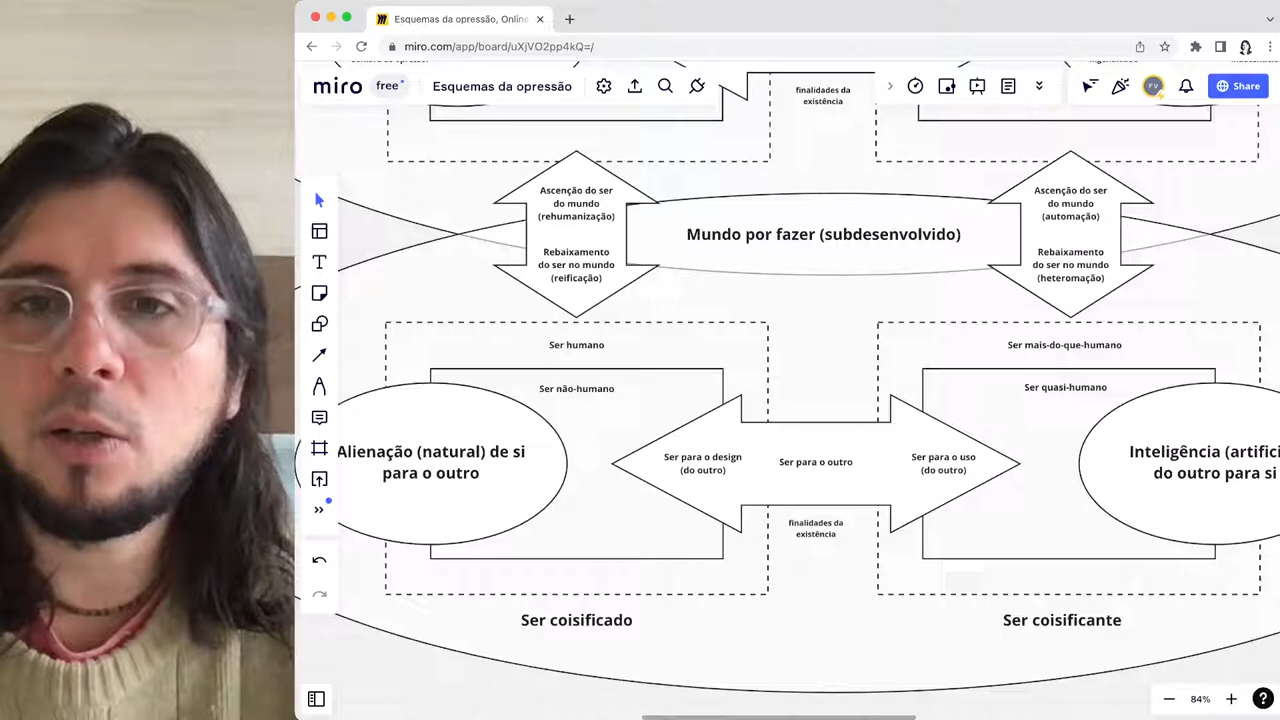 Esquemas da opressão, Online
miro.com/app/board/uXjVO2pp4kQ=/
miro
free
Esquemas da opressão
Share
finalidades da
existência
Ascenção do ser
do mundo
(rehumanização)
Rebaixamento
do ser no mundo
(reificação)
Mundo por fazer (subdesenvolvido)
Ascenção do ser
do mundo
(automação)
Rebaixamento
do ser no mundo
(heteromação)
Ser humano
Ser não-humano
Ser mais-do-que-humano
Ser quasi-humano
Alienação (natural) de si
para o outro
Ser para o design
(do outro)
Ser para o outro
Ser para o uso
(do outro)
Inteligência (artifici
do outro para si
finalidades da
existência
Ser coisificado
Ser coisificante
84%